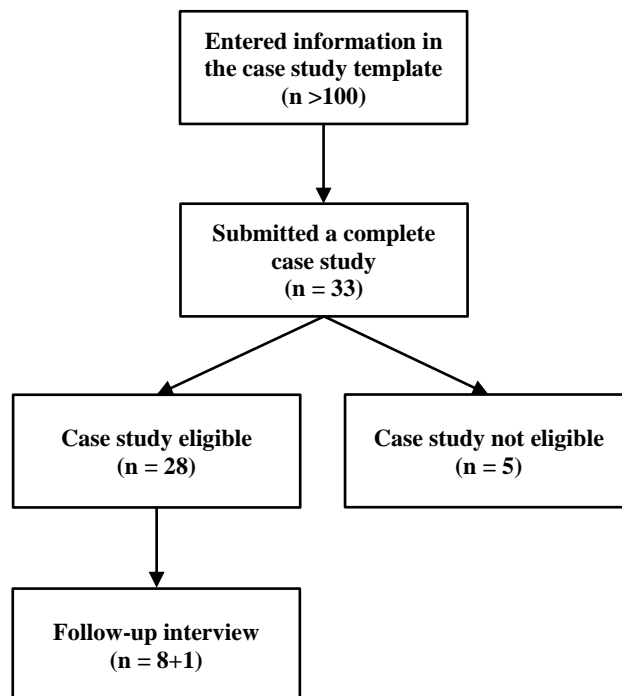 Entered information in
the case study template
(n >100)
Submitted a complete
case study
(n = 33)
Case study eligible
(n = 28)
Case study not eligible
(n = 5)
Follow-up interview
(n = 8+1)